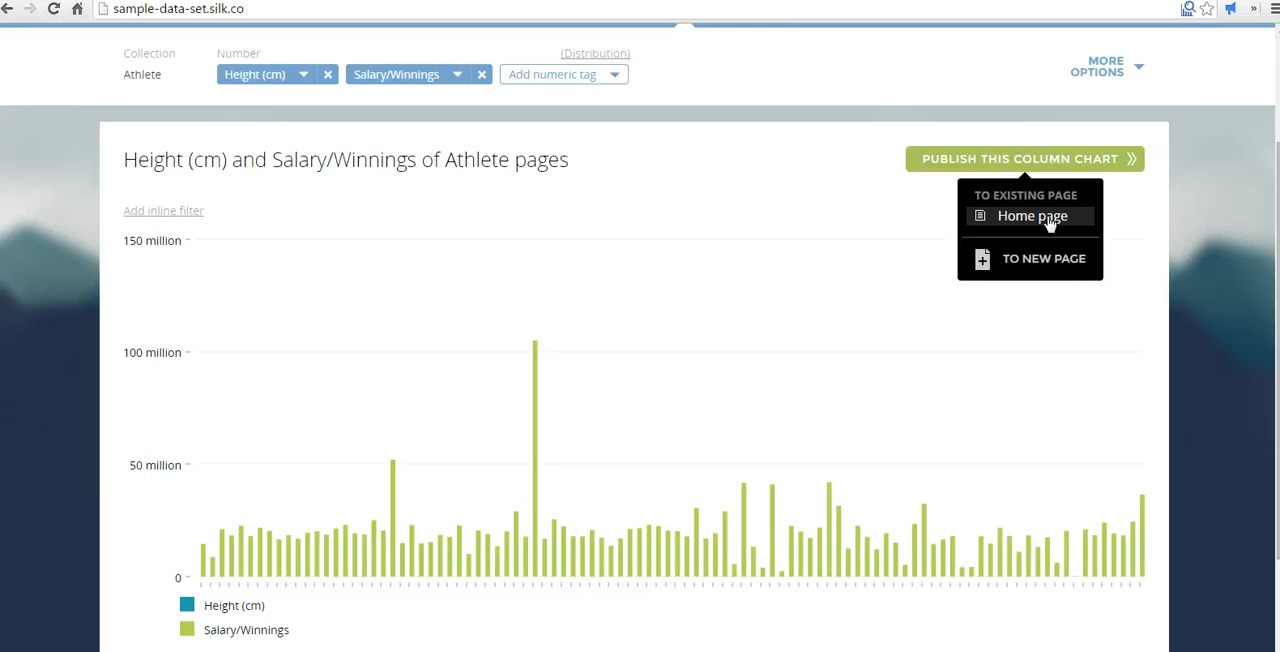 sample-data-set.silk.co
»
Collection
Number
(Distribution)
Athlete
Height (cm)
Salary/Winnings
Add numeric tag
MORE
OPTIONS
Height (cm) and Salary/Winnings of Athlete pages
PUBLISH THIS COLUMN CHART
TO EXISTING PAGE
Home page
TO NEW PAGE
Add inline filter
150 million
100 million
50 million
0
Height (cm)
Salary/Winnings